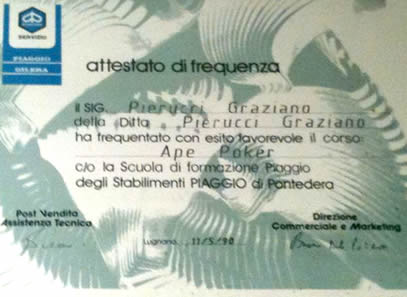 SERVIZIO
PIAGGIO
GILERA
attestato di frequenza
il SIG. Pierucci Graziano
della Ditta Pierucci Graziano
ha frequentato con esito favorevole il corso:
Ape Poker
c/o la Scuola di formazione Piaggio
degli Stabilimenti PIAGGIO di Pontedera
Post Vendita
Assistenza Tecnica
Direzione
Commerciale e Marketing
Lugnano, 11/5/90